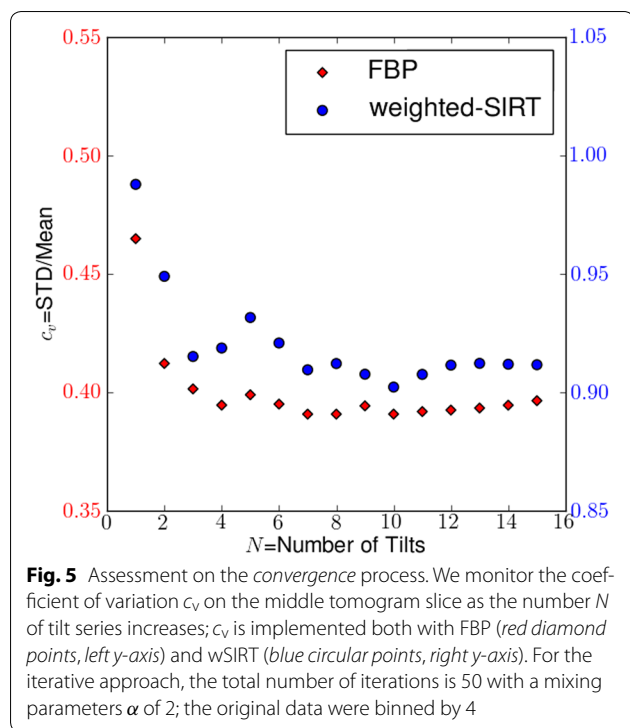 0.55
0.50
0.45
0.40
0.35
1.05
1.00
0.95
0.90
0.85
FBP
weighted-SIRT
c_v=STD/Mean
0 2 4 6 8 10 12 14 16
N=Number of Tilts
Fig. 5 Assessment on the convergence process. We monitor the coef-
ficient of variation c_v on the middle tomogram slice as the number N
of tilt series increases; c_v is implemented both with FBP (red diamond
points, left y-axis) and wSIRT (blue circular points, right y-axis). For the
iterative approach, the total number of iterations is 50 with a mixing
parameters α of 2; the original data were binned by 4